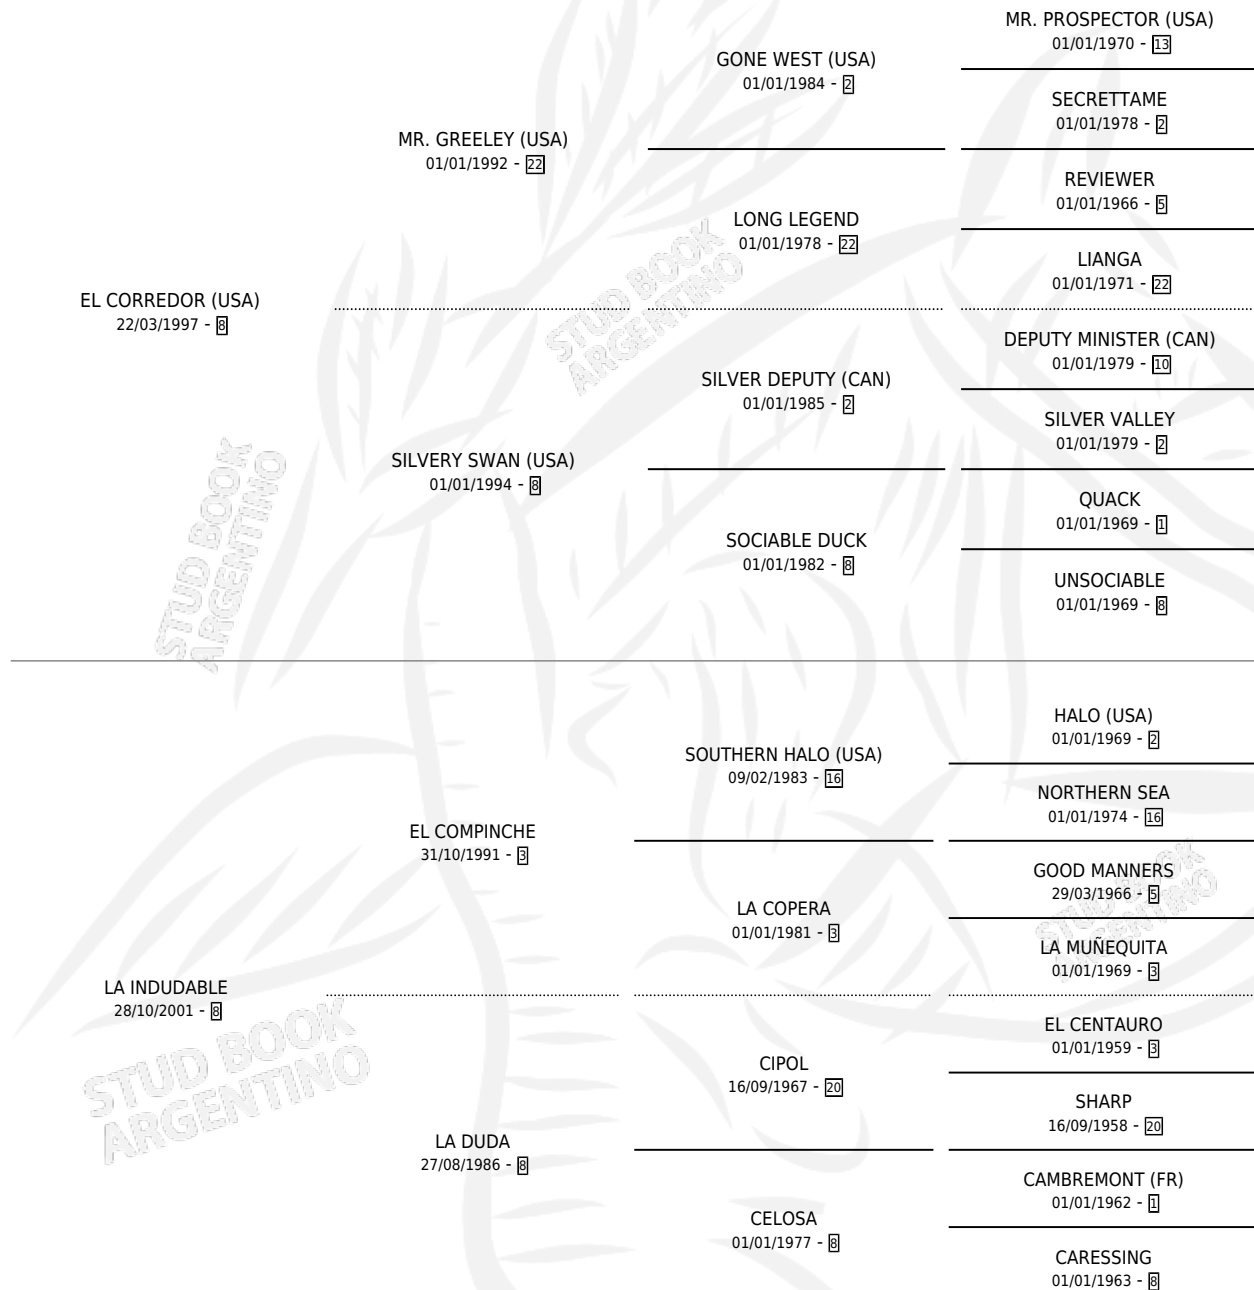 MR. PROSPECTOR (USA)
01/01/1970 - 13
GONE WEST (USA)
01/01/1984 - 2
SECRETTAME
01/01/1978 - 2
MR. GREELEY (USA)
01/01/1992 - 22
REVIEWER
01/01/1966 - 5
LONG LEGEND
01/01/1978 - 22
LIANGA
01/01/1971 - 22
EL CORREDOR (USA)
22/03/1997 - 8
DEPUTY MINISTER (CAN)
01/01/1979 - 10
SILVER DEPUTY (CAN)
01/01/1985 - 2
SILVER VALLEY
01/01/1979 - 2
SILVERY SWAN (USA)
01/01/1994 - 8
QUACK
01/01/1969 - 1
SOCIABLE DUCK
01/01/1982 - 8
UNSOCIABLE
01/01/1969 - 8
HALO (USA)
01/01/1969 - 2
SOUTHERN HALO (USA)
09/02/1983 - 16
NORTHERN SEA
01/01/1974 - 16
EL COMPINCHE
31/10/1991 - 3
GOOD MANNERS
29/03/1966 - 5
LA COPERA
01/01/1981 - 3
LA MUÑEQUITA
01/01/1969 - 3
LA INDUDABLE
28/10/2001 - 8
EL CENTAURO
01/01/1959 - 3
CIPOL
16/09/1967 - 20
SHARP
16/09/1958 - 20
LA DUDA
27/08/1986 - 8
CAMBREMONT (FR)
01/01/1962 - 1
CELOSA
01/01/1977 - 8
CARESSING
01/01/1963 - 8
STUD BOOK
ARGENTINO
STUD BOOK
ARGENTINO
STUD BOOK
ARGENTINO
STUD BOOK
ARGENTINO